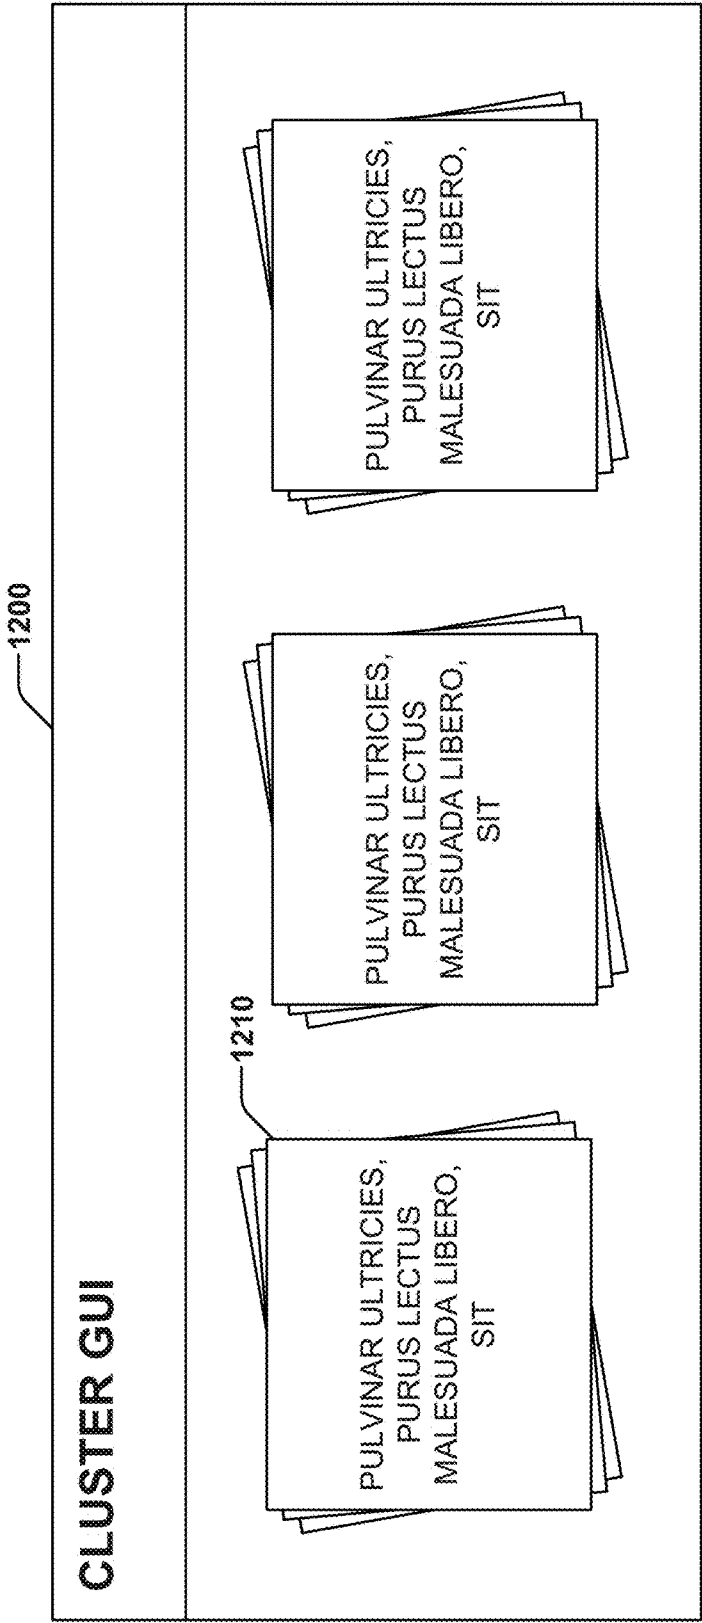 1200
CLUSTER GUI
1210
PULVINAR ULTRICIES,
PURUS LECTUS
MALESUADA LIBERO,
SIT
PULVINAR ULTRICIES,
PURUS LECTUS
MALESUADA LIBERO,
SIT
PULVINAR ULTRICIES,
PURUS LECTUS
MALESUADA LIBERO,
SIT